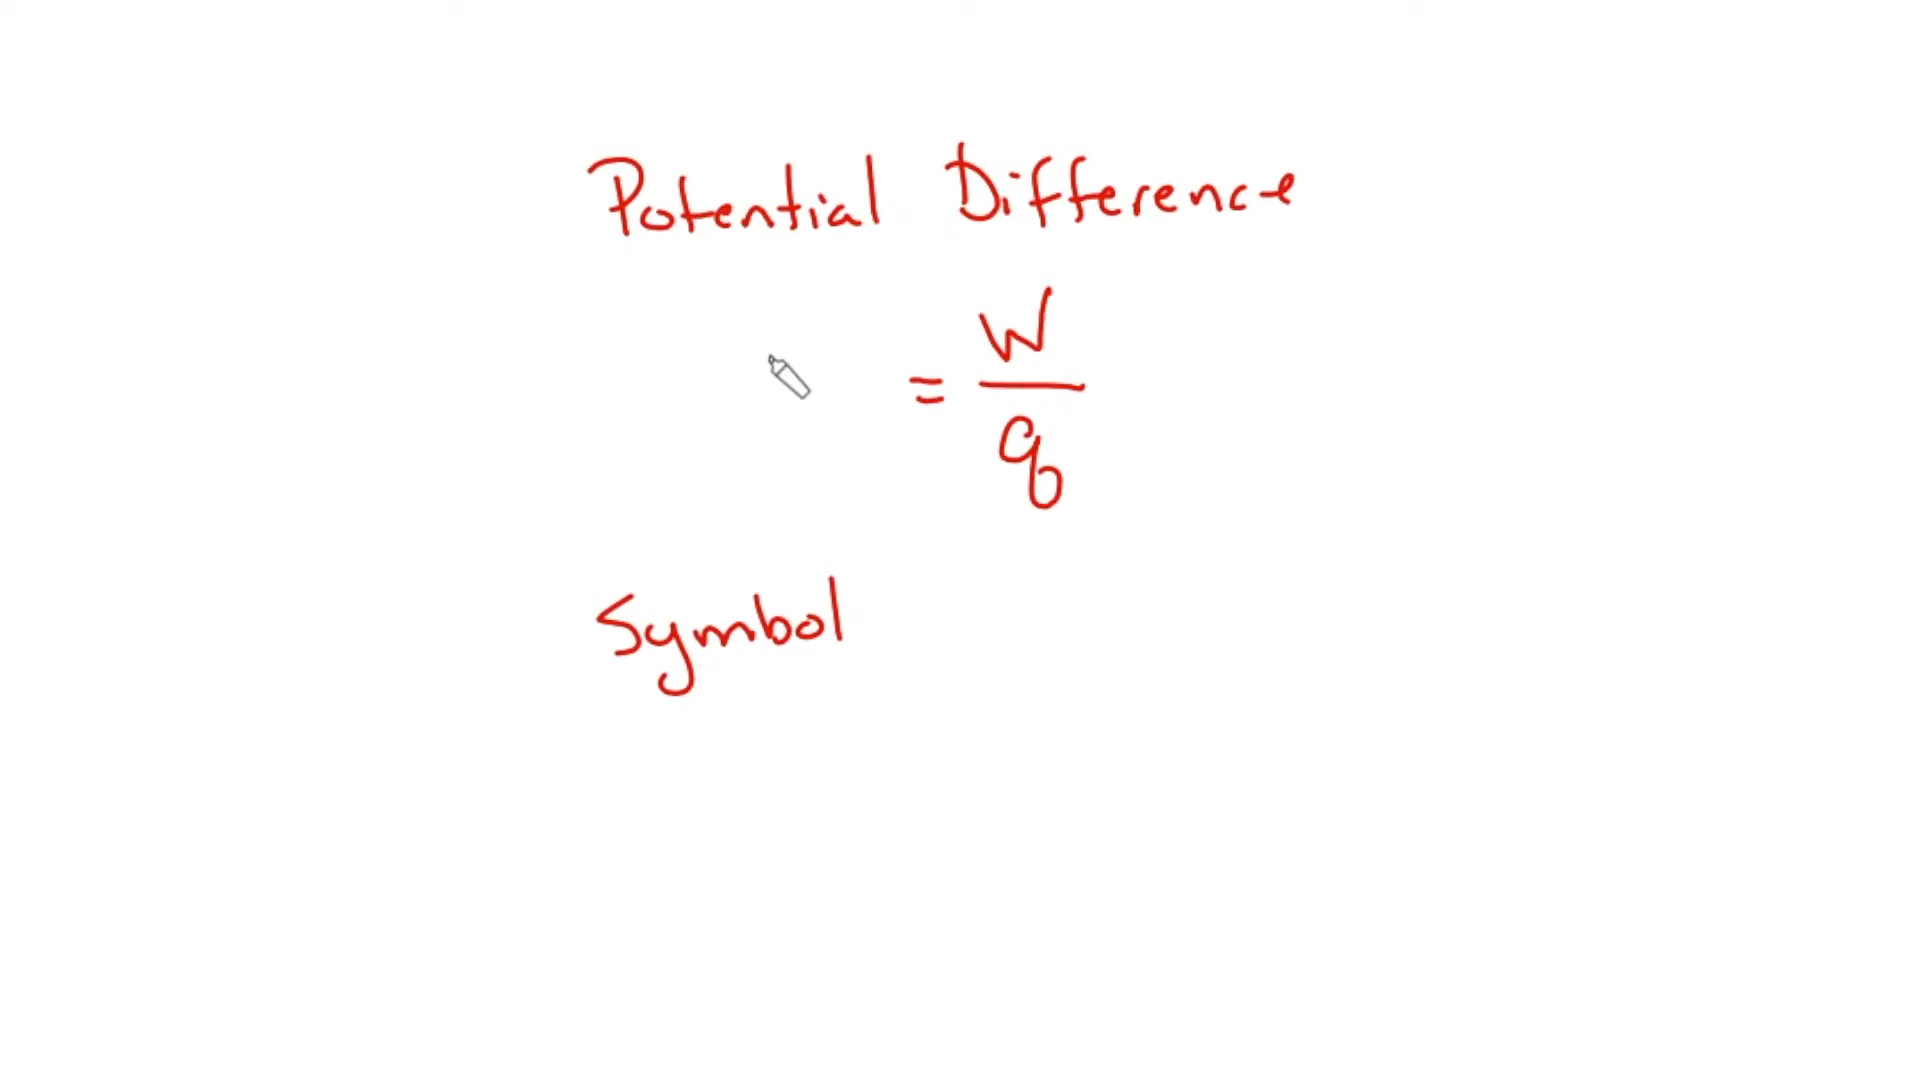 Potential Difference
= W
q
Symbol